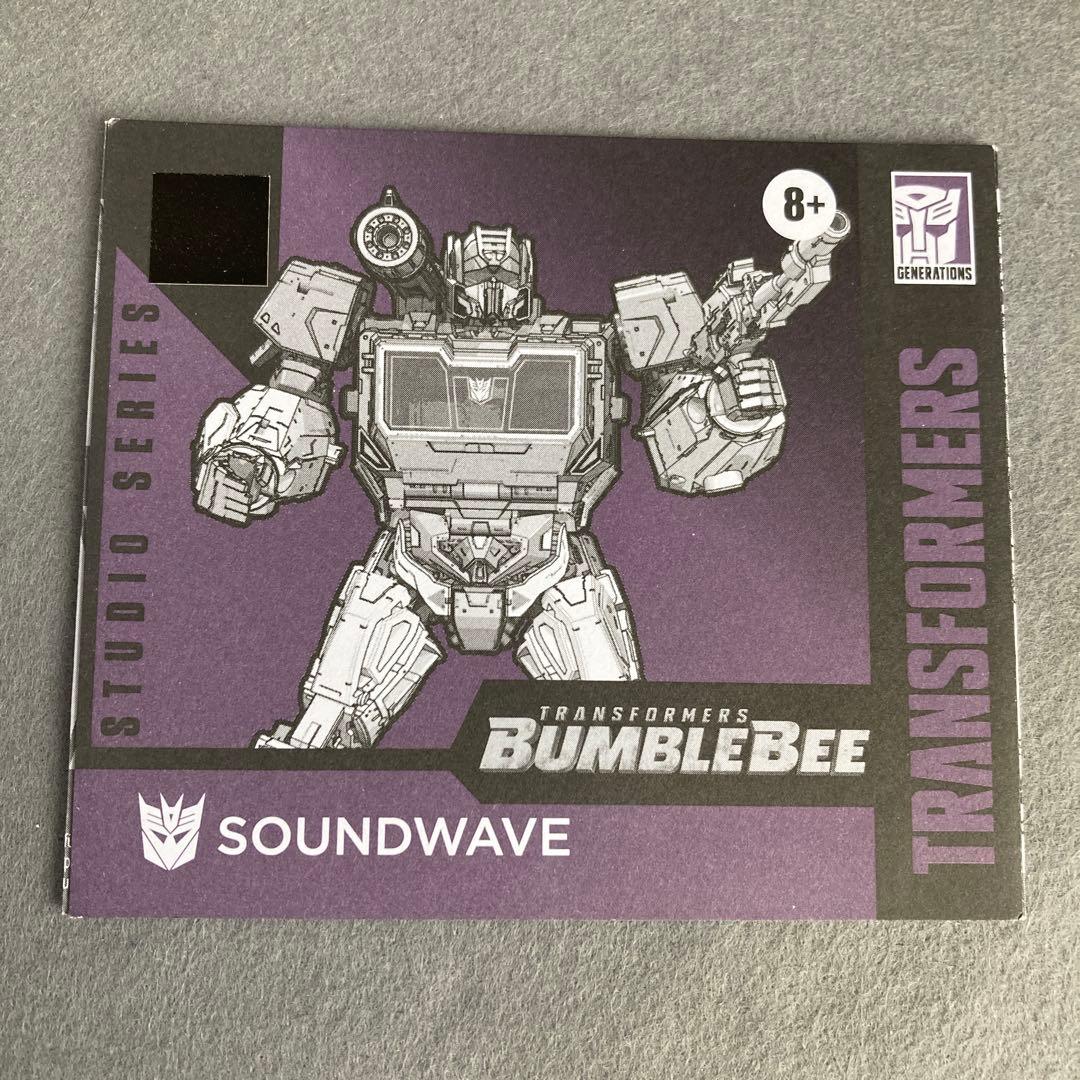 STUDIO SERIES
8+
GENERATIONS
TRANSFORMERS
TRANSFORMERS
BUMBLEBEE
SOUNDWAVE